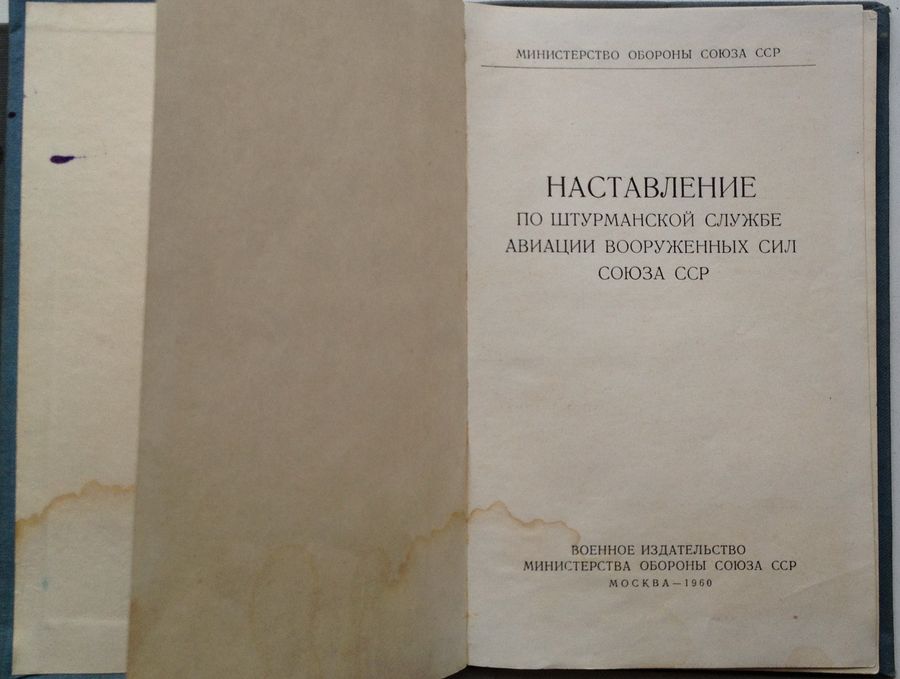 МИНИСТЕРСТВО ОБОРОНЫ СОЮЗА ССР
НАСТАВЛЕНИЕ
ПО ШТУРМАНСКОЙ СЛУЖБЕ
АВИАЦИИ ВООРУЖЕННЫХ СИЛ
СОЮЗА ССР
ВОЕННОЕ ИЗДАТЕЛЬСТВО
МИНИСТЕРСТВА ОБОРОНЫ СОЮЗА ССР
МОСКВА — 1960